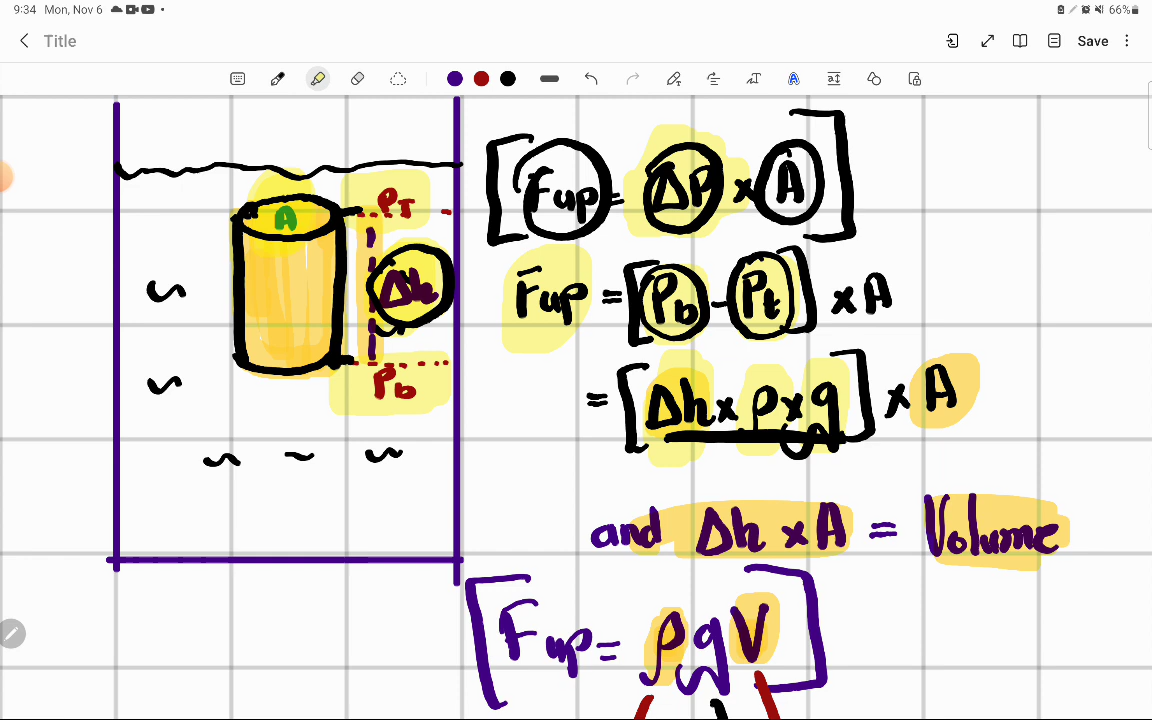 9:34 Mon, Nov 6
66%
Title
Save
[Fup = ΔP × A]
A
PT
Δh
Fup = [Pb - Pt] × A
Pb
= [Δh × ρ × g] × A
and Δh × A = Volume
[Fup = ρgV]